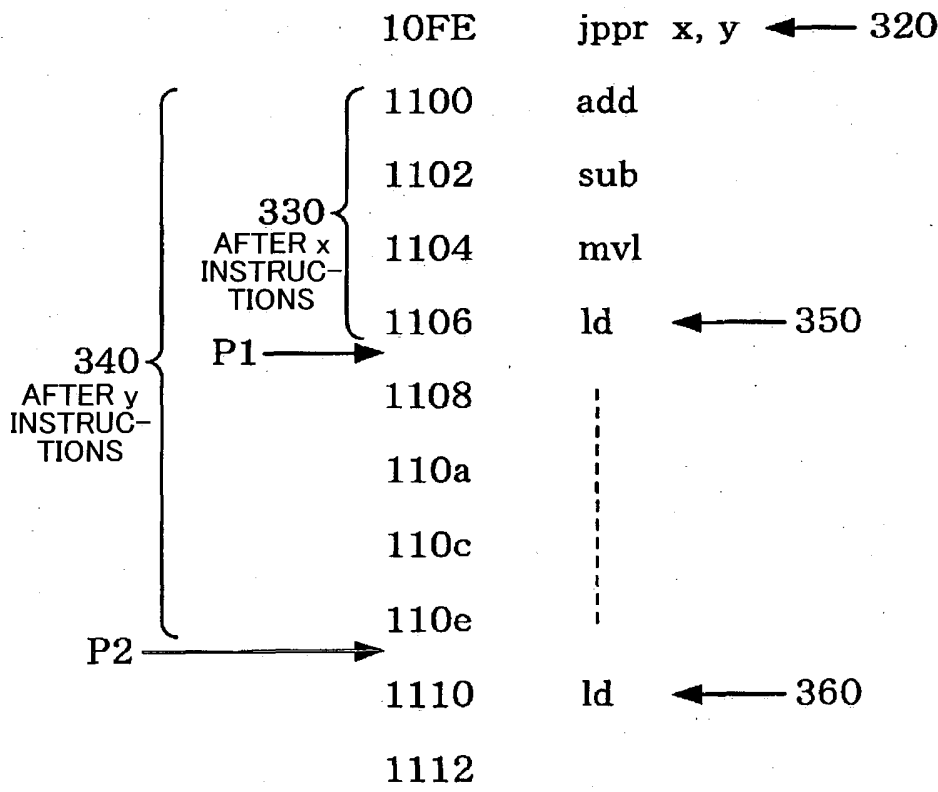 10FE jppr x, y 320
1100 add
1102 sub
330
AFTER x
INSTRUC-
TIONS
1104 mvl
1106 ld 350
P1
340
AFTER y
INSTRUC-
TIONS
1108
110a
110c
110e
P2
1110 ld 360
1112